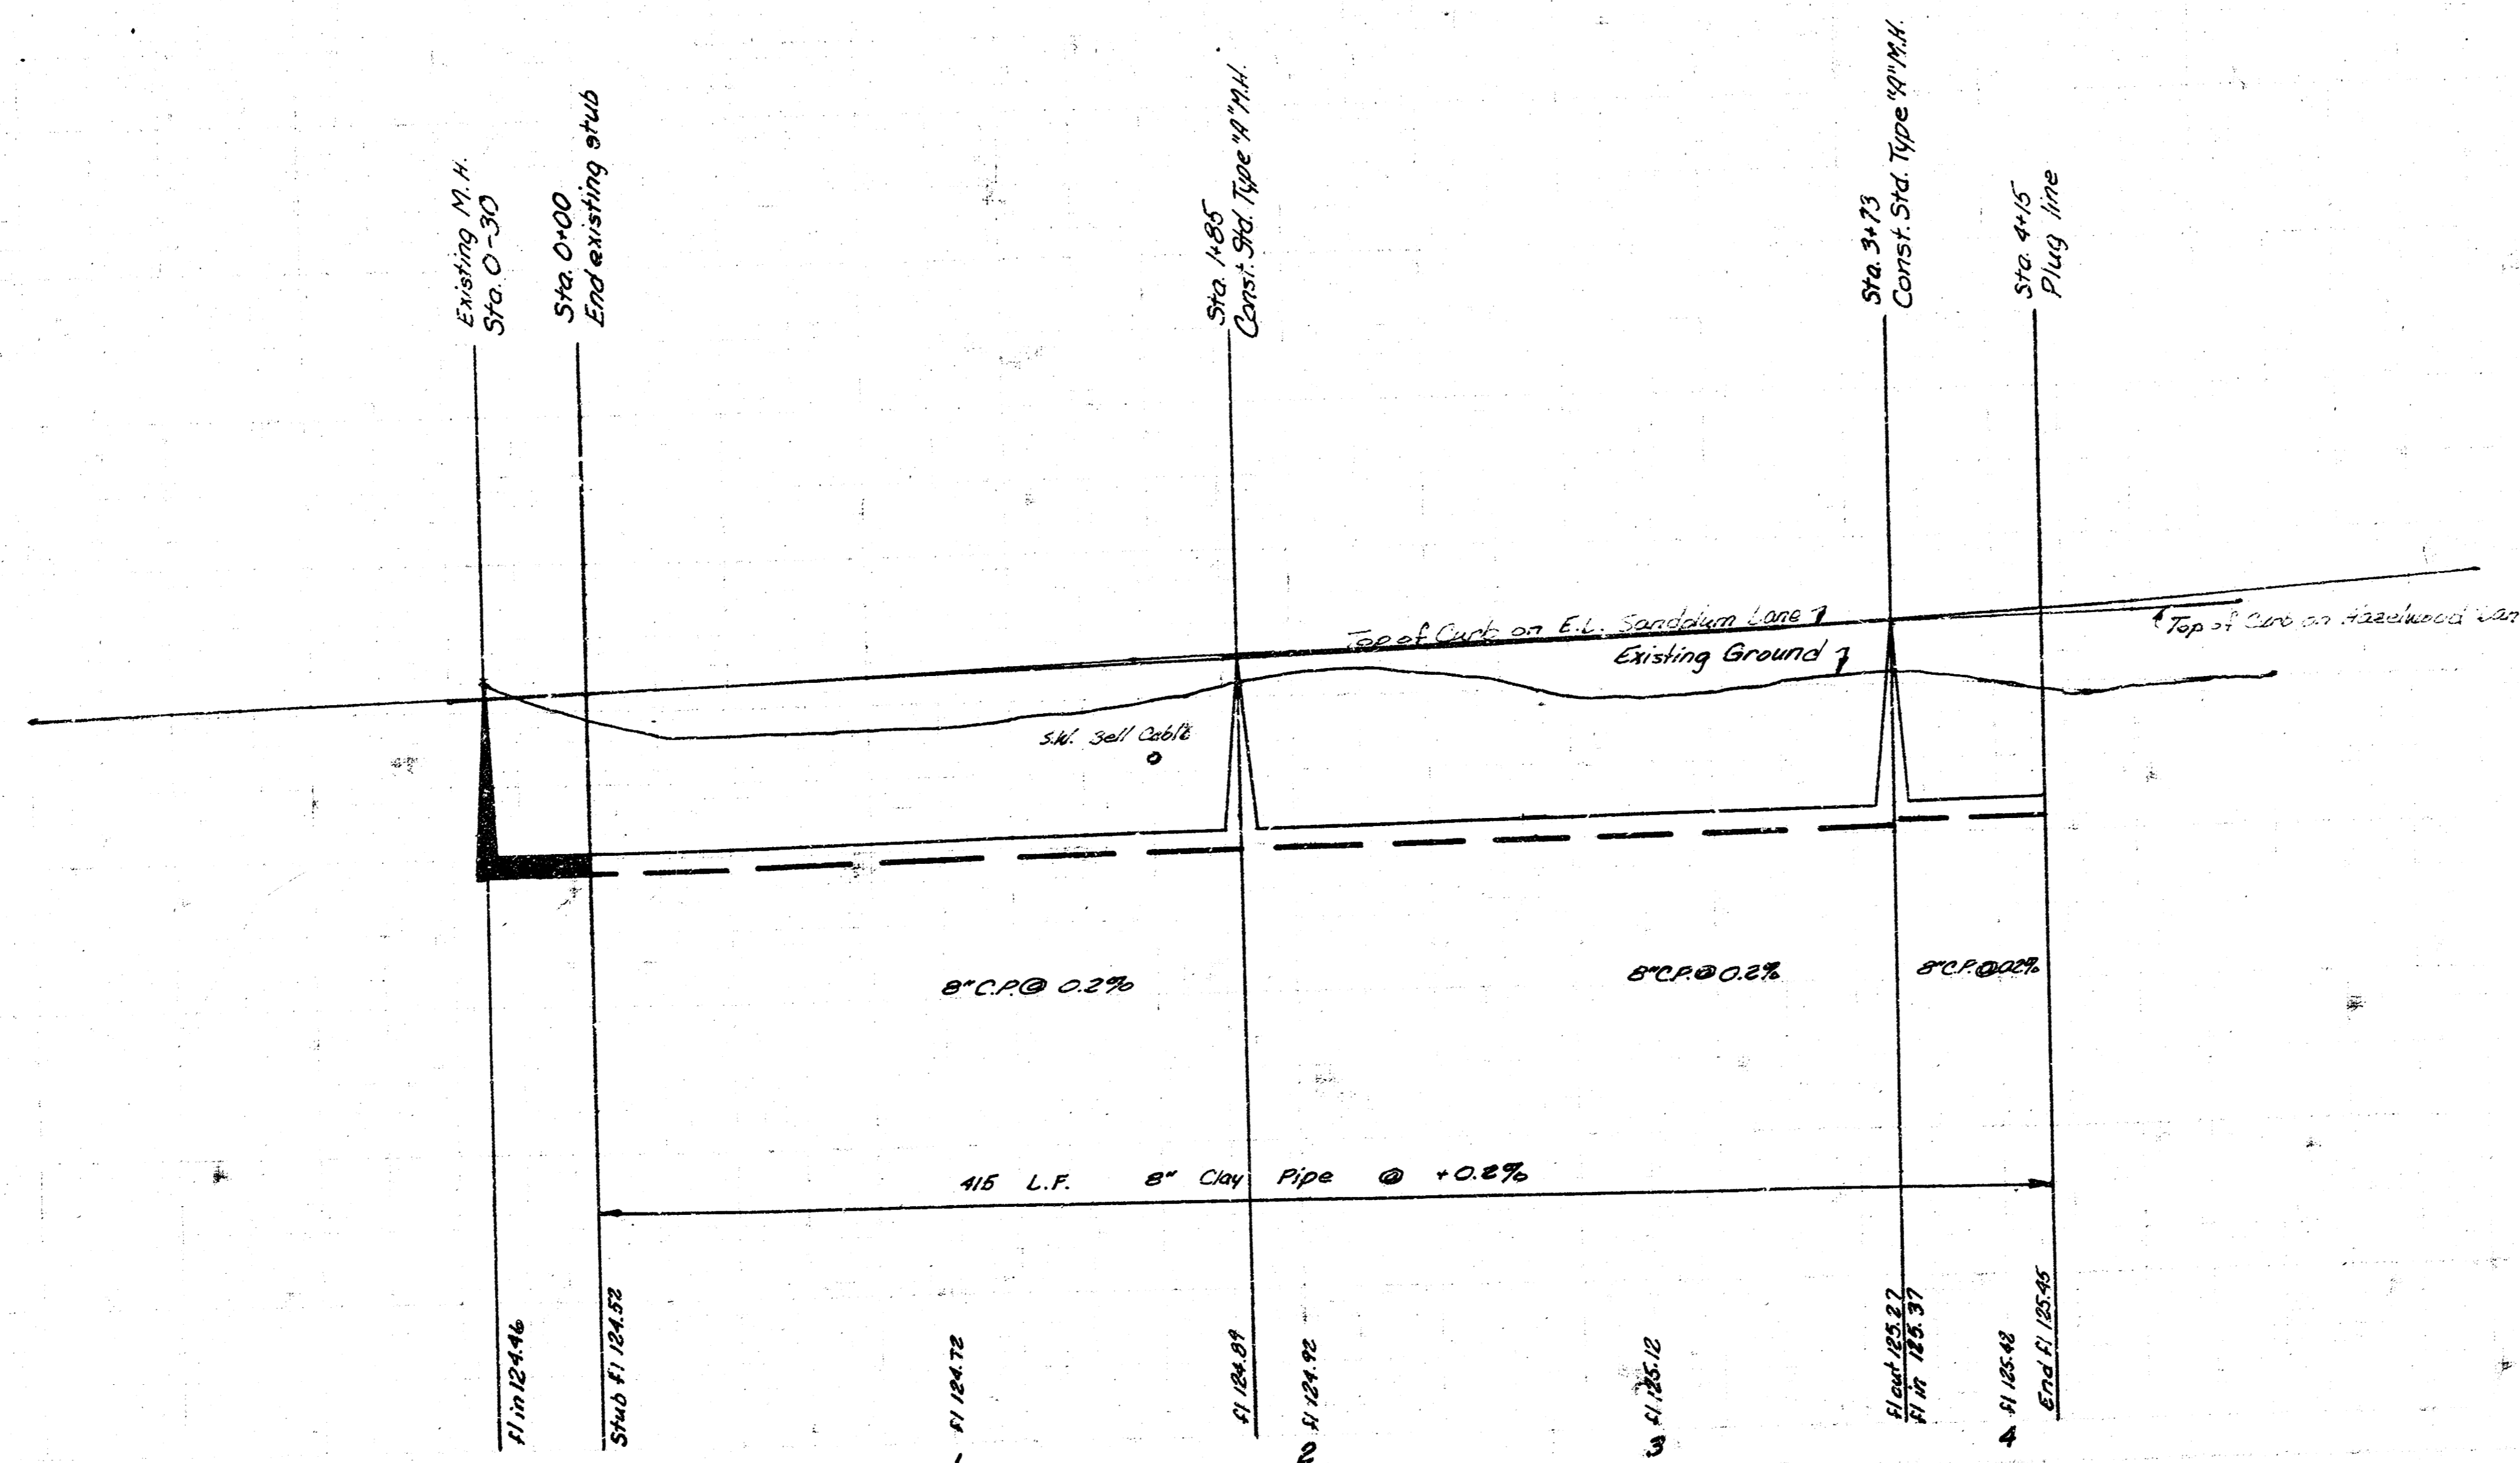 Existing M.H.
Sta. 0-30
Sta. 0+00
End existing stub
Sta. 1+85
Const. Std. Type "A" M.H.
Sta. 3+73
Const. Std. Type "A" M.H.
Sta. 4+15
Plug line
Top of Curb on E.L. Sandplum Lane
Top of Curb on Hazelwood Lan
Existing Ground
S.W. Bell Cable
8" C.P. @ 0.2%
8" C.P. @ 0.2%
8" C.P. @ 0.2%
415 L.F. 8" Clay Pipe @ +0.2%
fl in 124.46
Stub fl 124.52
1 fl 124.72
fl 124.89
2 fl 124.92
3 fl 125.12
fl out 125.27
fl in 125.37
4 fl 125.42
End fl 125.45